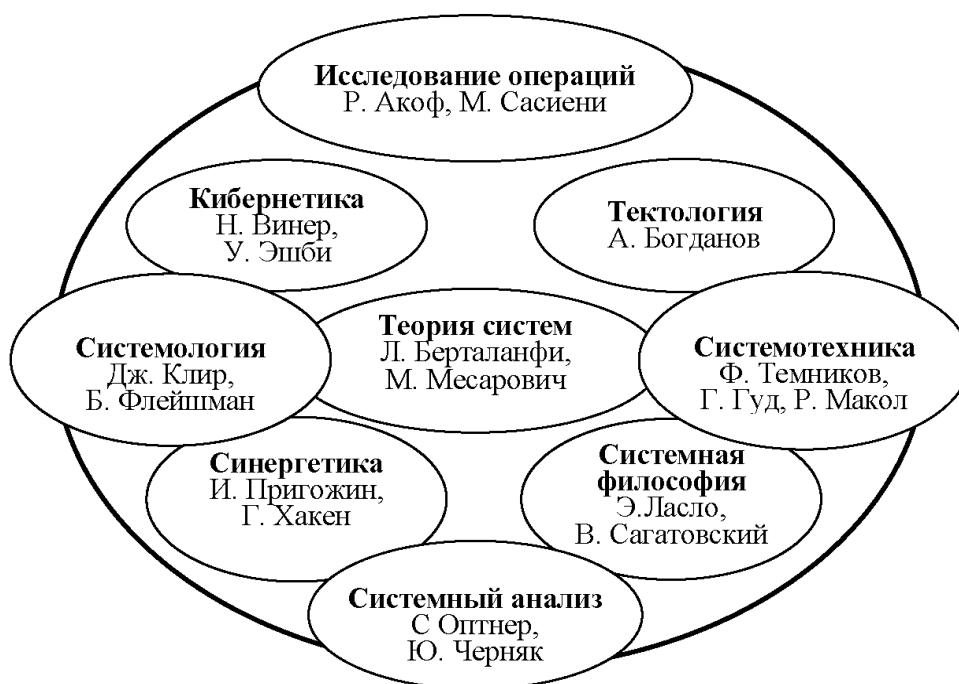 Исследование операций
Р. Акоф, М. Сасиени
Кибернетика
Н. Винер,
У. Эшби
Тектология
А. Богданов
Системология
Дж. Клир,
Б. Флейшман
Теория систем
Л. Берталанфи,
М. Месарович
Системотехника
Ф. Темников,
Г. Гуд, Р. Макол
Синергетика
И. Пригожин,
Г. Хакен
Системная
философия
Э.Ласло,
В. Сагатовский
Системный анализ
С Оптнер,
Ю. Черняк